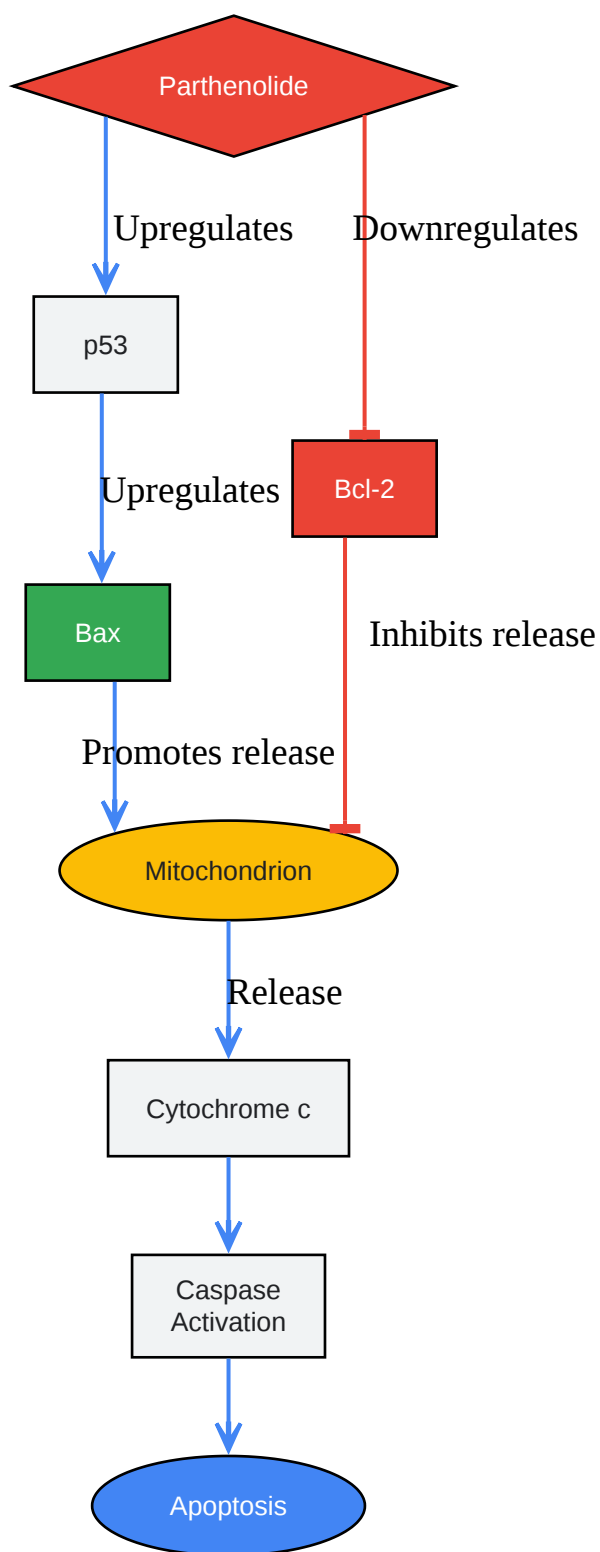 Parthenolide
Upregulates
Downregulates
p53
Upregulates
Bcl-2
Bax
Inhibits release
Promotes release
Mitochondrion
Release
Cytochrome c
Caspase
Activation
Apoptosis